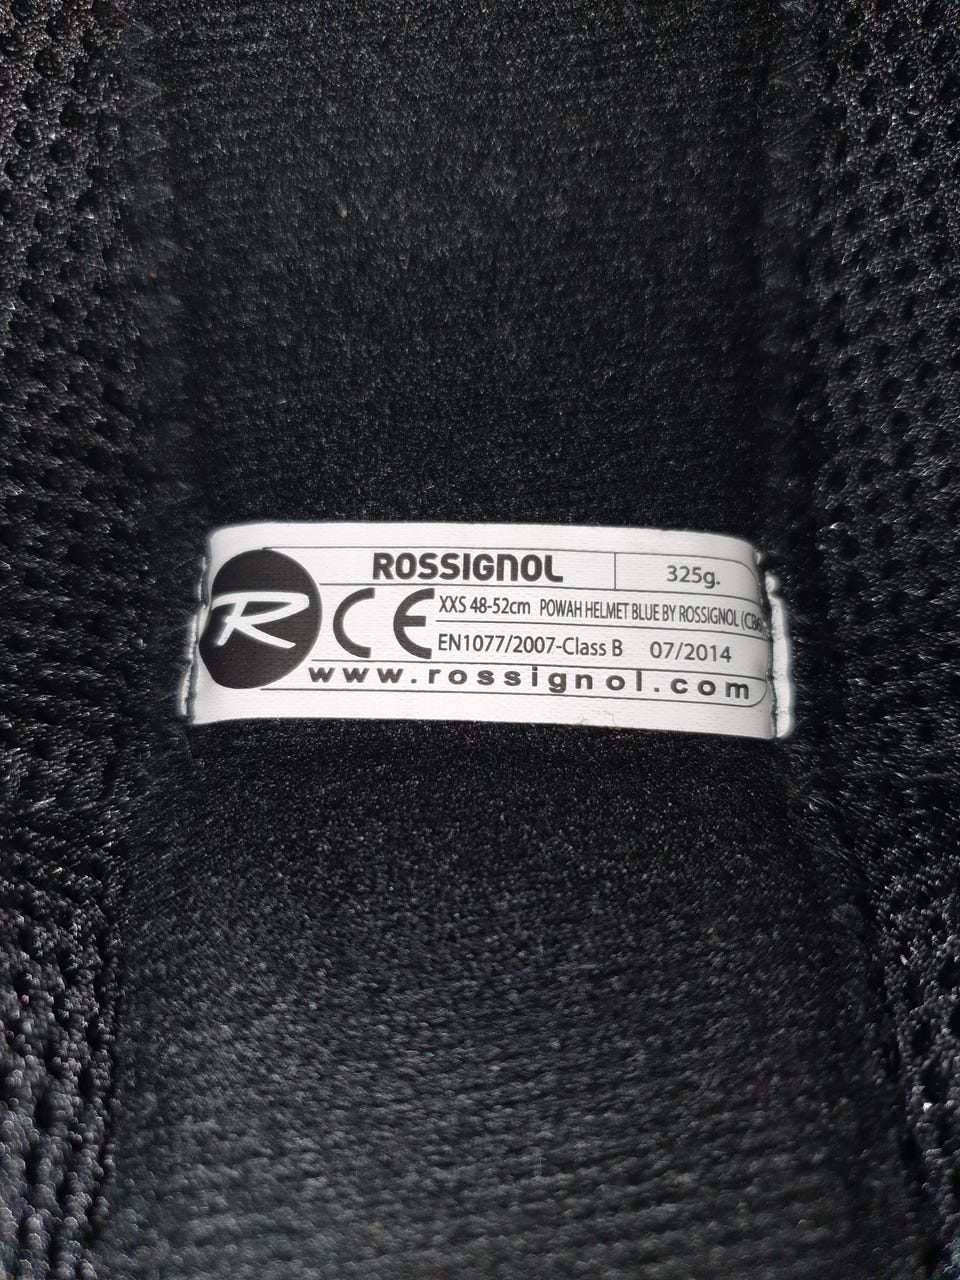 ROSSIGNOL 325g.
R CE XXS 48-52cm POWAH HELMET BLUE BY ROSSIGNOL
EN1077/2007-Class B 07/2014
www.rossignol.com